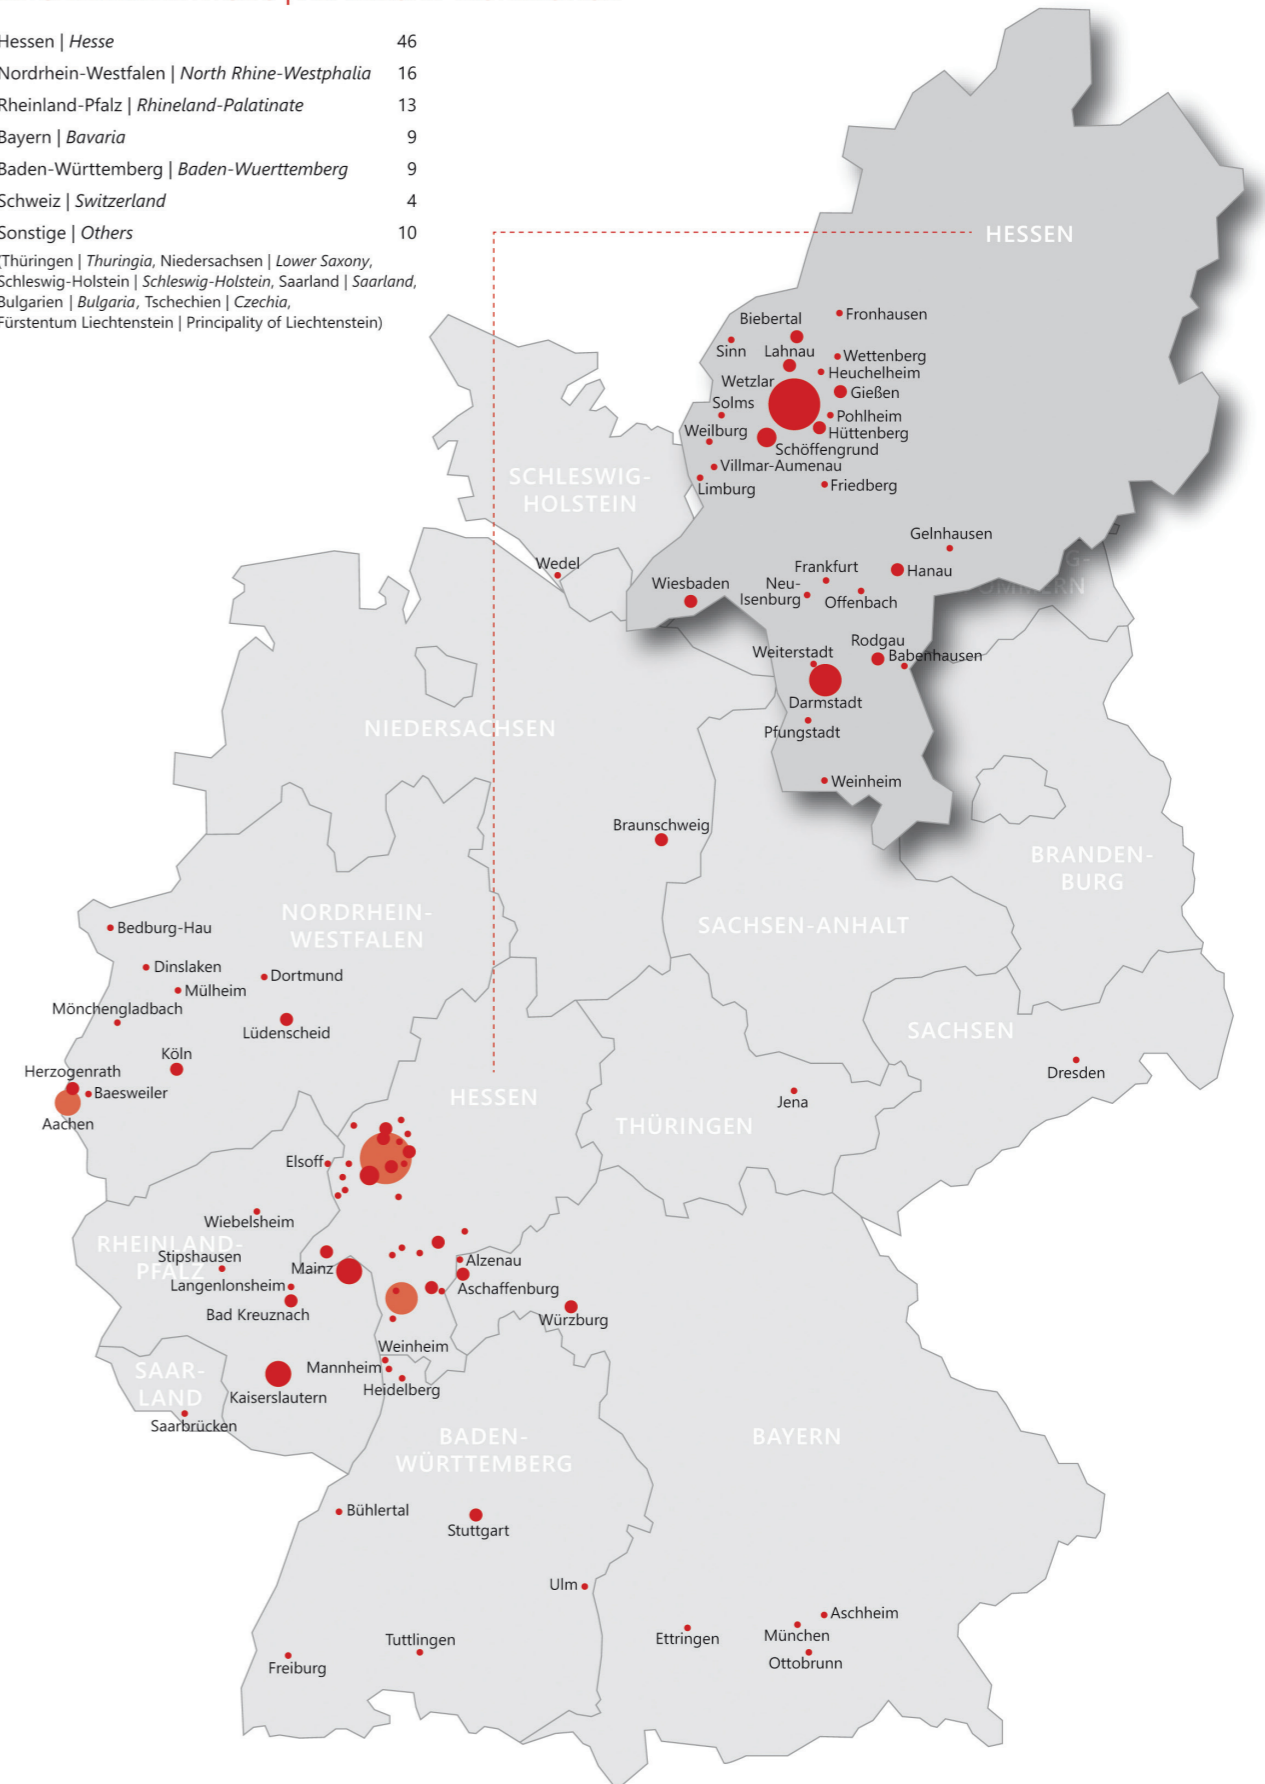 Hessen | Hesse 46
Nordrhein-Westfalen | North Rhine-Westphalia 16
Rheinland-Pfalz | Rhineland-Palatinate 13
Bayern | Bavaria 9
Baden-Württemberg | Baden-Wuerttemberg 9
Schweiz | Switzerland 4
Sonstige | Others 10
(Thüringen | Thuringia, Niedersachsen | Lower Saxony,
Schleswig-Holstein | Schleswig-Holstein, Saarland | Saarland,
Bulgarien | Bulgaria, Tschechien | Czechia,
Fürstentum Liechtenstein | Principality of Liechtenstein)
HESSEN
Fronhausen
Biebertal
Sinn
Lahnau
Wettenberg
Heuchelheim
Wetzlar
Gießen
Solms
Pohlheim
Weilburg
Hüttenberg
Schöffengrund
Villmar-Aumenau
Limburg
Friedberg
Gelnhausen
Frankfurt
Hanau
Wiesbaden
Neu-
Isenburg
Offenbach
Rodgau
Weiterstadt
Babenhausen
Darmstadt
Pfungstadt
Weinheim
SCHLESWIG-
HOLSTEIN
Wedel
NIEDERSACHSEN
Braunschweig
BRANDEN-
BURG
NORDRHEIN-
WESTFALEN
SACHSEN-ANHALT
Bedburg-Hau
Dinslaken
Dortmund
Mülheim
Mönchengladbach
Lüdenscheid
Köln
Herzogenrath
Baesweiler
Aachen
SACHSEN
Dresden
HESSEN
Jena
THÜRINGEN
Elsoff
Wiebelsheim
RHEINLAND-
PFALZ
Stipshausen
Mainz
Alzenau
Langenlonsheim
Aschaffenburg
Bad Kreuznach
Würzburg
Weinheim
Mannheim
Heidelberg
SAAR-
LAND
Kaiserslautern
Saarbrücken
BADEN-
WÜRTTEMBERG
BAYERN
Bühlertal
Stuttgart
Ulm
Aschheim
Ettringen
München
Ottobrunn
Tuttlingen
Freiburg